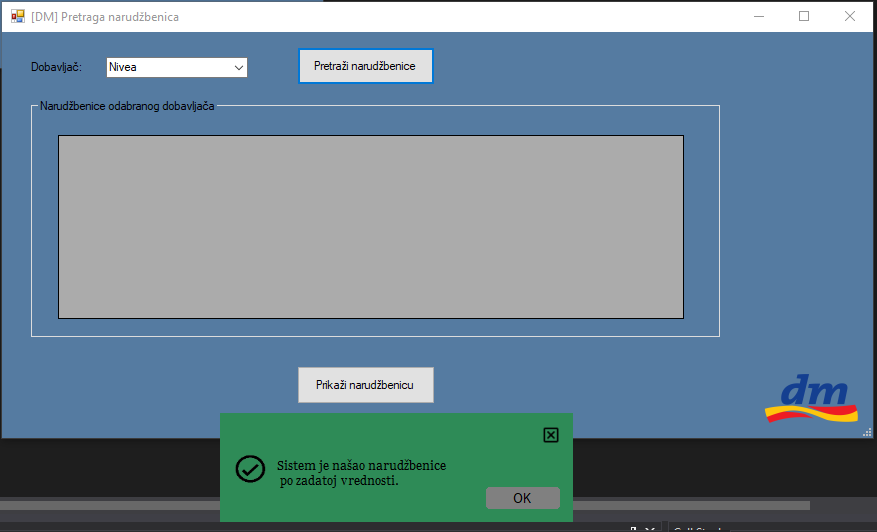 [DM] Pretraga narudžbenica
Dobavljač:
Nivea
Pretraži narudžbenice
Narudžbenice odabranog dobavljača
Prikaži narudžbenicu
dm
Sistem je našao narudžbenice
po zadatoj vrednosti.
OK